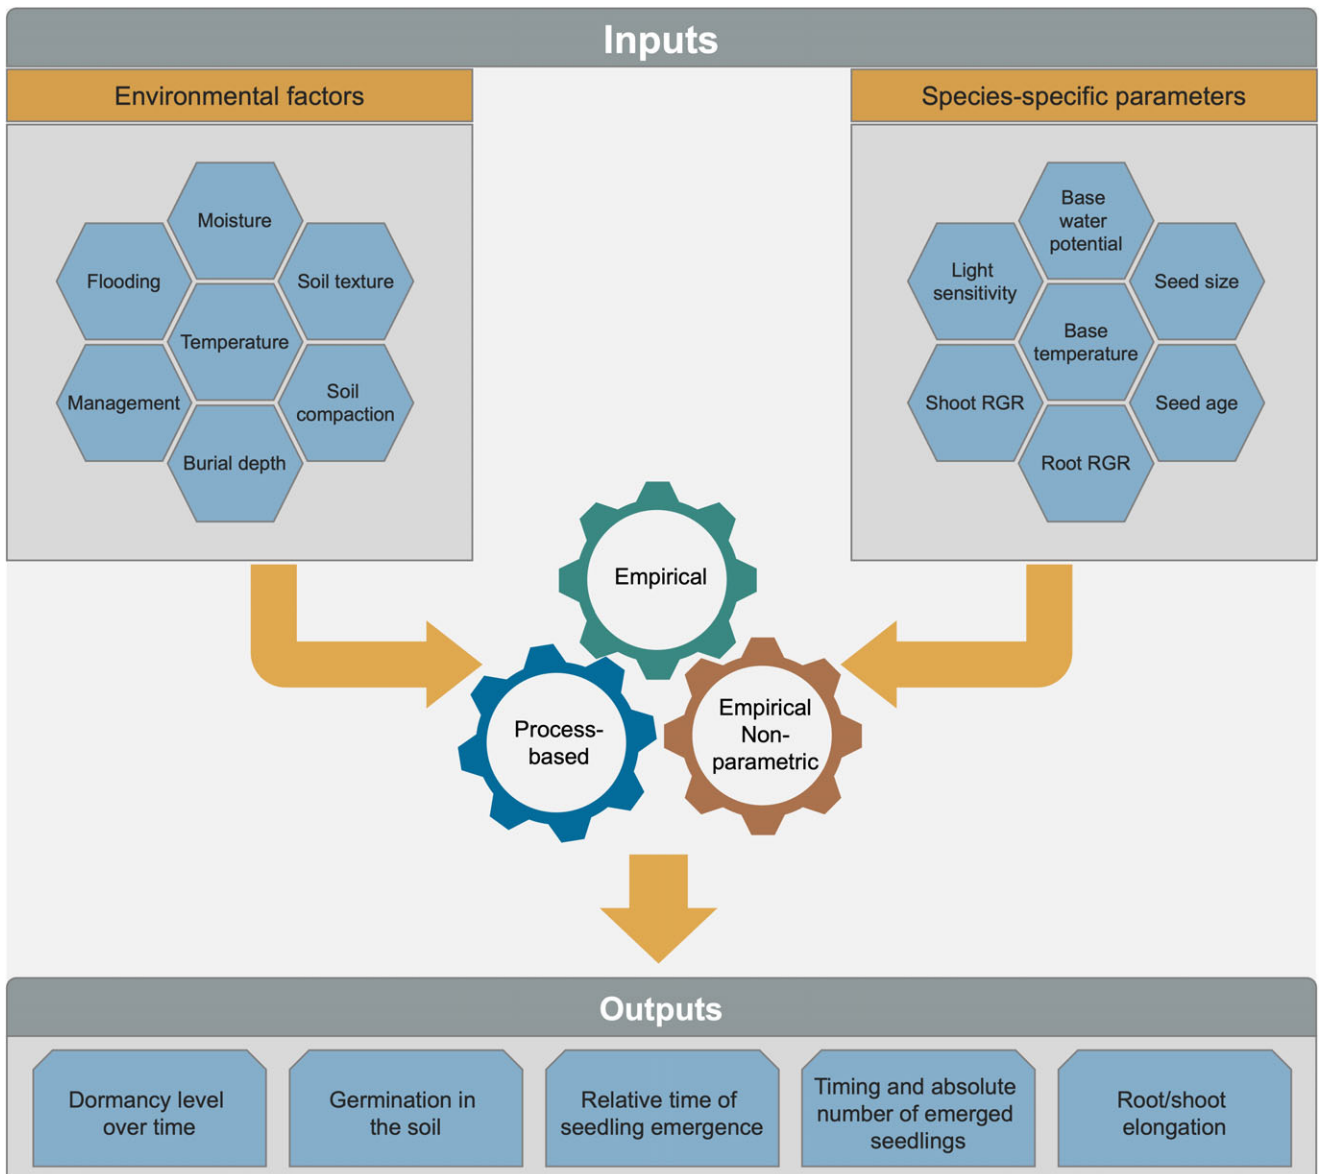 Inputs
Environmental factors
Species-specific parameters
Moisture
Flooding
Soil texture
Temperature
Management
Soil
compaction
Burial depth
Base
water
potential
Light
sensitivity
Seed size
Base
temperature
Shoot RGR
Seed age
Root RGR
Empirical
Process-
based
Empirical
Non-
parametric
Outputs
Dormancy level
over time
Germination in
the soil
Relative time of
seedling emergence
Timing and absolute
number of emerged
seedlings
Root/shoot
elongation